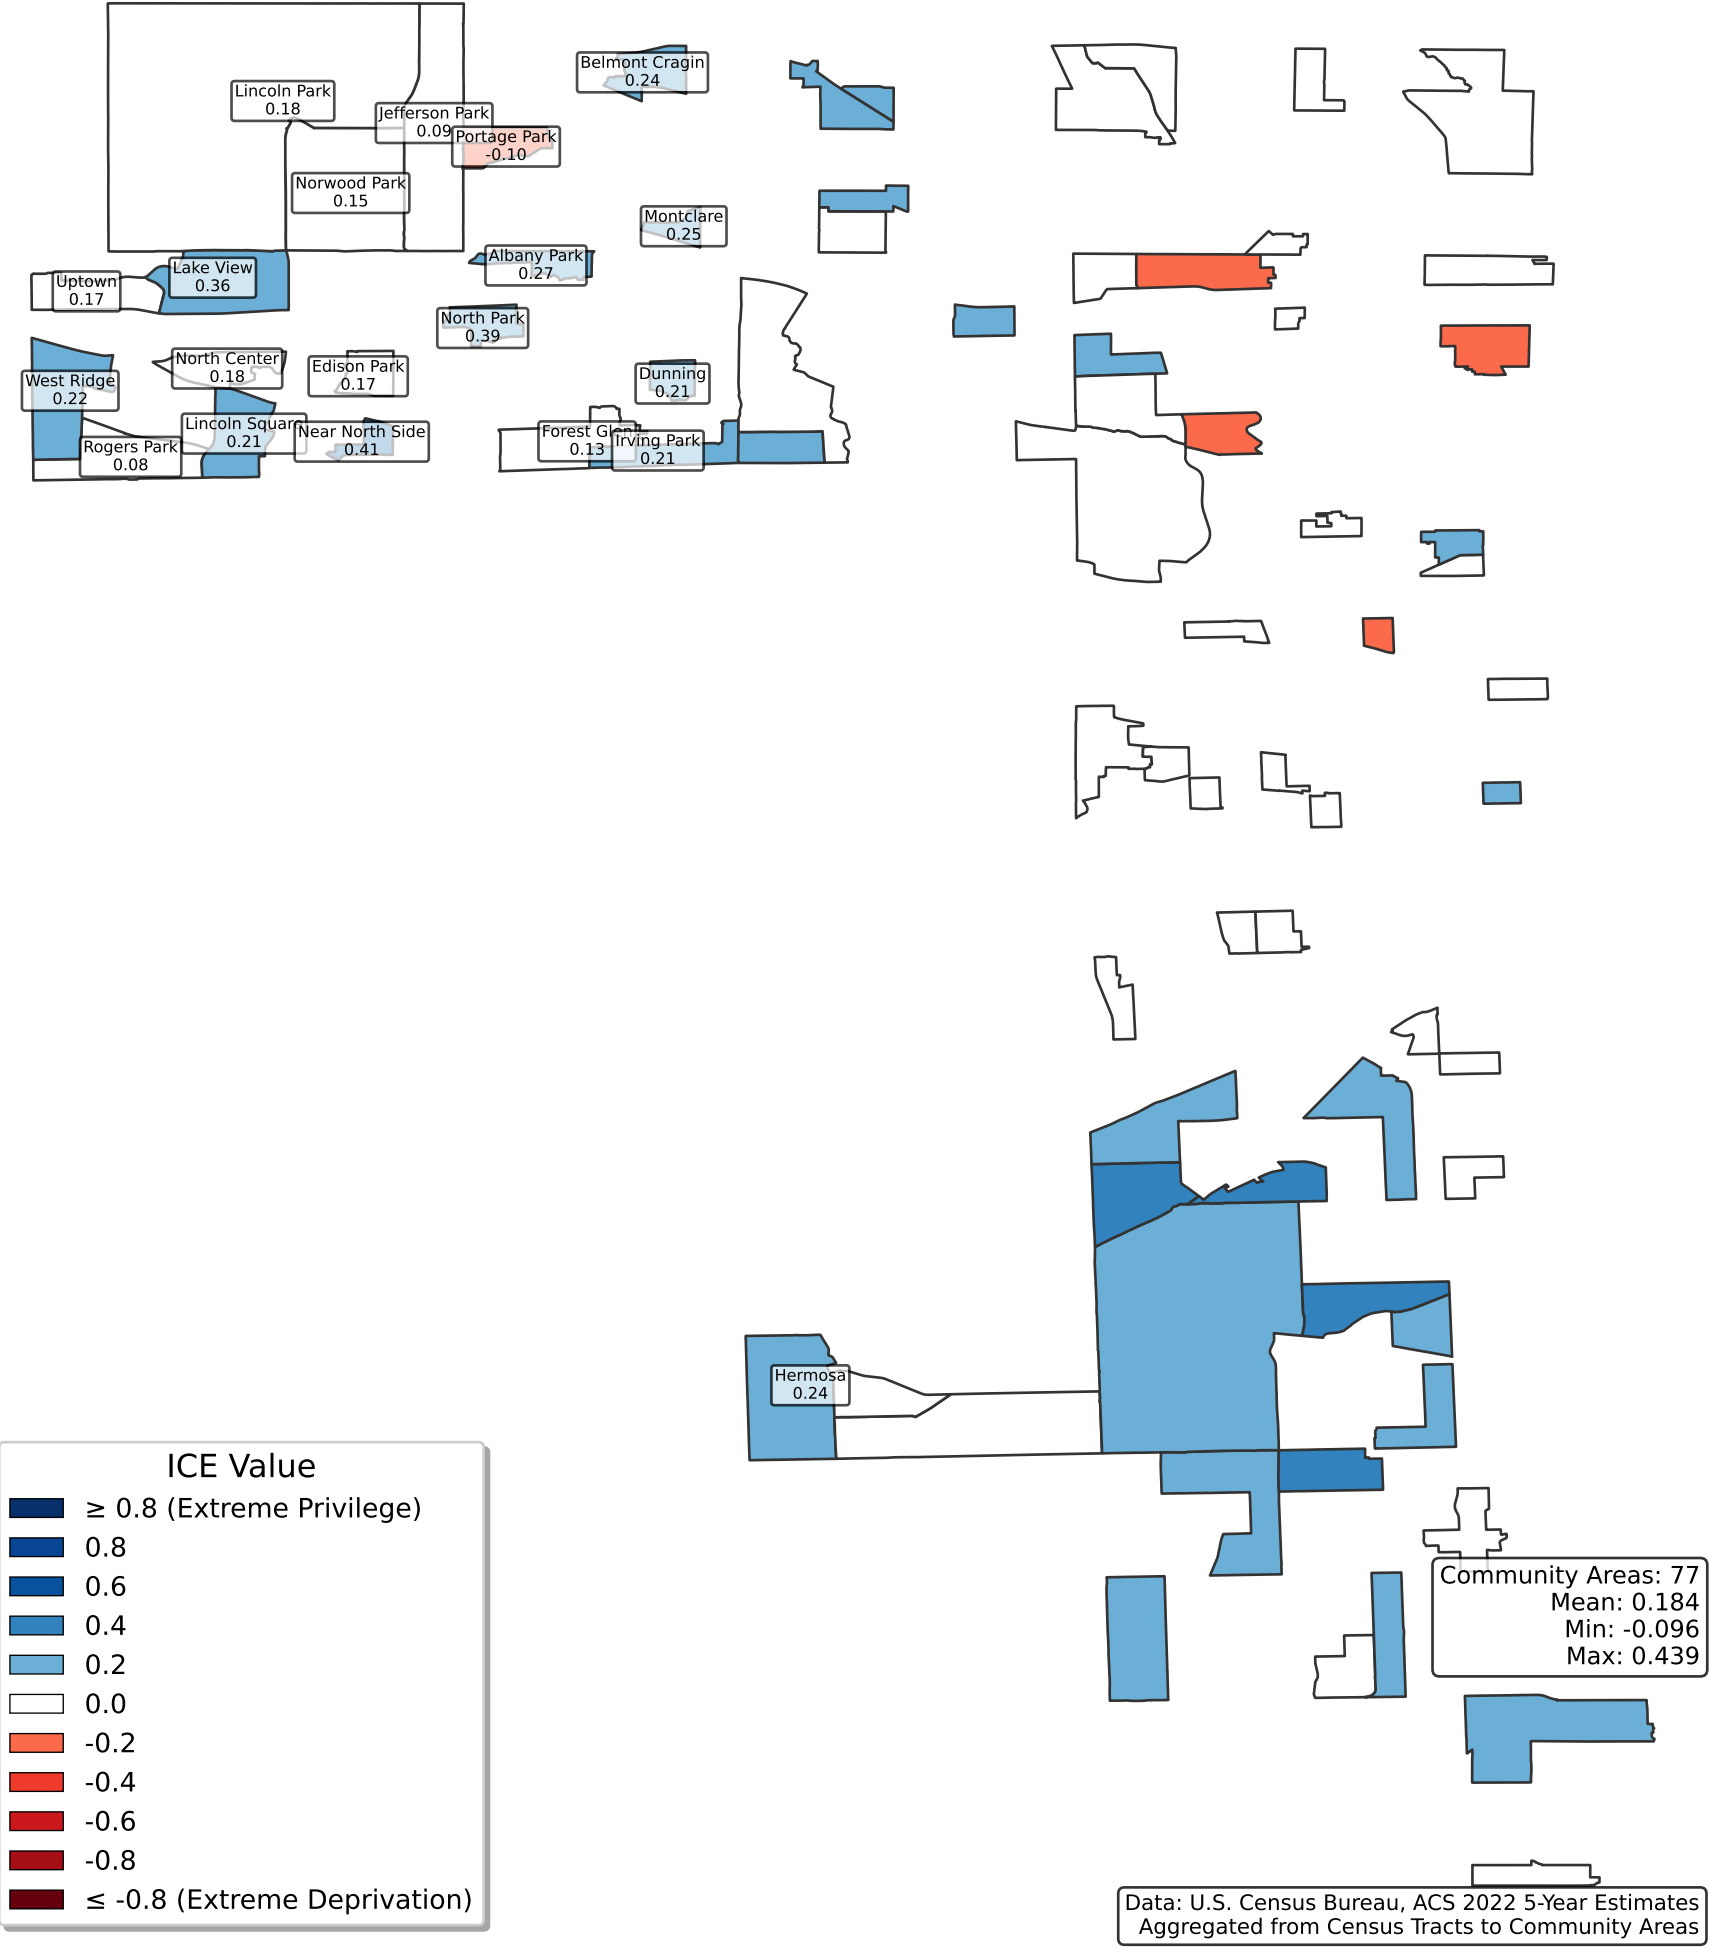 Lincoln Park
0.18
Jefferson Park
0.09
Portage Park
-0.10
Norwood Park
0.15
Belmont Cragin
0.24
Montclare
0.25
Albany Park
0.27
Lake View
0.36
Uptown
0.17
North Park
0.39
North Center
0.18
Edison Park
0.17
West Ridge
0.22
Dunning
0.21
Lincoln Square
0.21
Near North Side
0.41
Rogers Park
0.08
Forest Glen
0.13
Irving Park
0.21
Hermosa
0.24
ICE Value
≥ 0.8 (Extreme Privilege)
0.8
0.6
0.4
0.2
0.0
-0.2
-0.4
-0.6
-0.8
≤ -0.8 (Extreme Deprivation)
Community Areas: 77
Mean: 0.184
Min: -0.096
Max: 0.439
Data: U.S. Census Bureau, ACS 2022 5-Year Estimates
Aggregated from Census Tracts to Community Areas